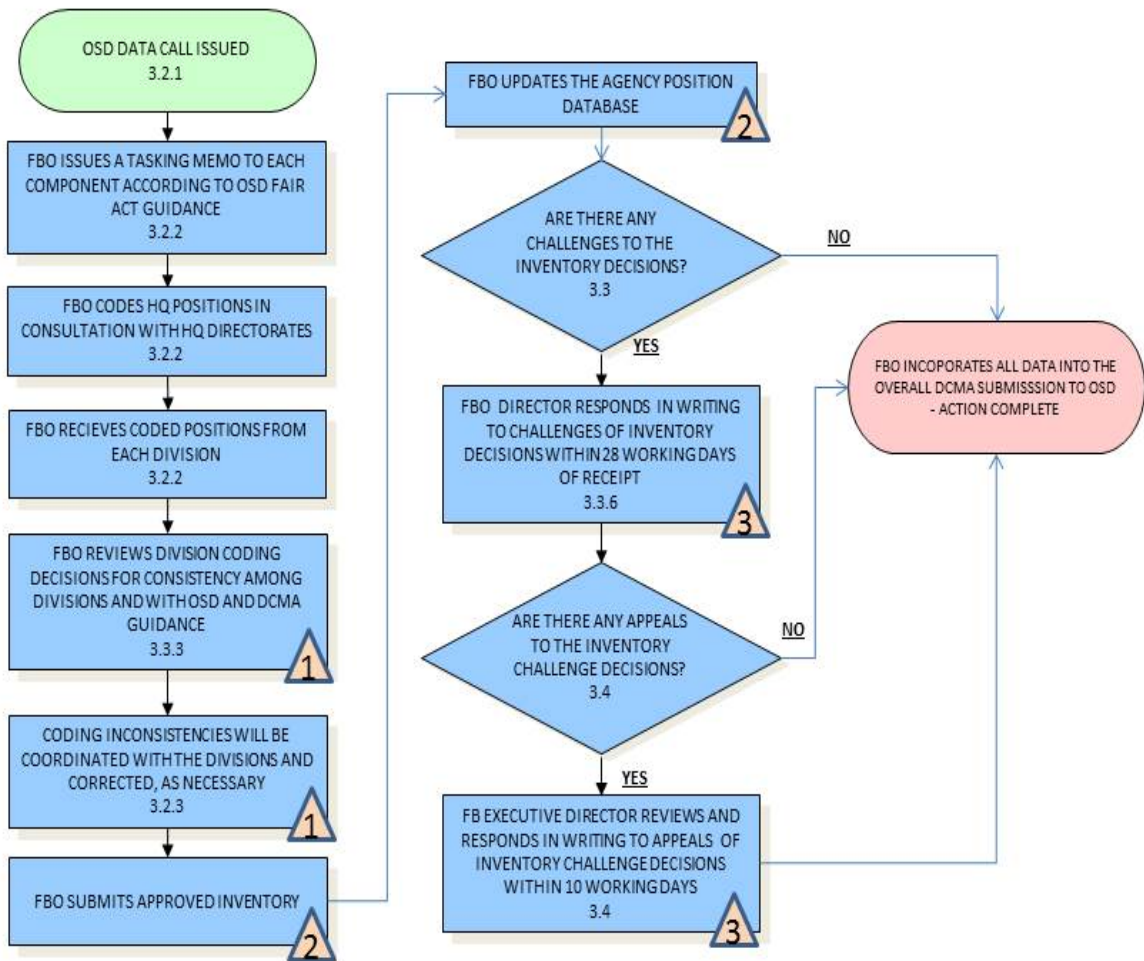 OSD DATA CALL ISSUED
3.2.1
FBO ISSUES A TASKING MEMO TO EACH
COMPONENT ACCORDING TO OSD FAIR
ACT GUIDANCE
3.2.2
FBO CODES HQ POSITIONS IN
CONSULTATION WITH HQ DIRECTORATES
3.2.2
FBO RECIEVES CODED POSITIONS FROM
EACH DIVISION
3.2.2
FBO REVIEWS DIVISION CODING
DECISIONS FOR CONSISTENCY AMONG
DIVISIONS AND WITH OSD AND DCMA
GUIDANCE
3.3.3
1
CODING INCONSISTENCIES WILL BE
COORDINATED WITH THE DIVISIONS AND
CORRECTED, AS NECESSARY
3.2.3
1
FBO SUBMITS APPROVED INVENTORY
2
FBO UPDATES THE AGENCY POSITION
DATABASE
2
ARE THERE ANY
CHALLENGES TO THE
INVENTORY DECISIONS?
3.3
NO
YES
FBO DIRECTOR RESPONDS IN WRITING
TO CHALLENGES OF INVENTORY
DECISIONS WITHIN 28 WORKING DAYS
OF RECEIPT
3.3.6
3
ARE THERE ANY APPEALS
TO THE INVENTORY
CHALLENGE DECISIONS?
3.4
NO
YES
FB EXECUTIVE DIRECTOR REVIEWS AND
RESPONDS IN WRITING TO APPEALS OF
INVENTORY CHALLENGE DECISIONS
WITHIN 10 WORKING DAYS
3.4
3
FBO INCOPORATES ALL DATA INTO THE
OVERALL DCMA SUBMISSSION TO OSD
- ACTION COMPLETE